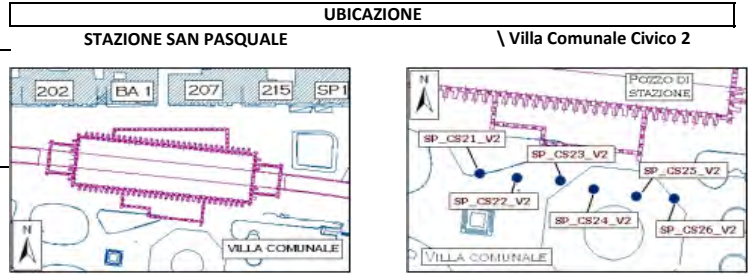 UBICAZIONE
STAZIONE SAN PASQUALE
\ Villa Comunale Civico 2
202
BA 1
207
215
SP1
N
VILLA COMUNALE
N
POZZO DI
STAZIONE
SP_CS21_V2
SP_CS23_V2
SP_CS25_V2
SP_CS22_V2
SP_CS24_V2
SP_CS26_V2
VILLA COMUNALE